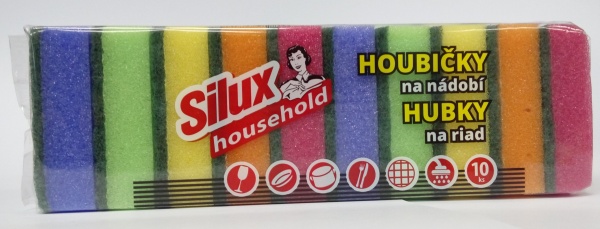 Silux
household
HOUBIČKY
na nádobí
HUBKY
na riad
10
ks